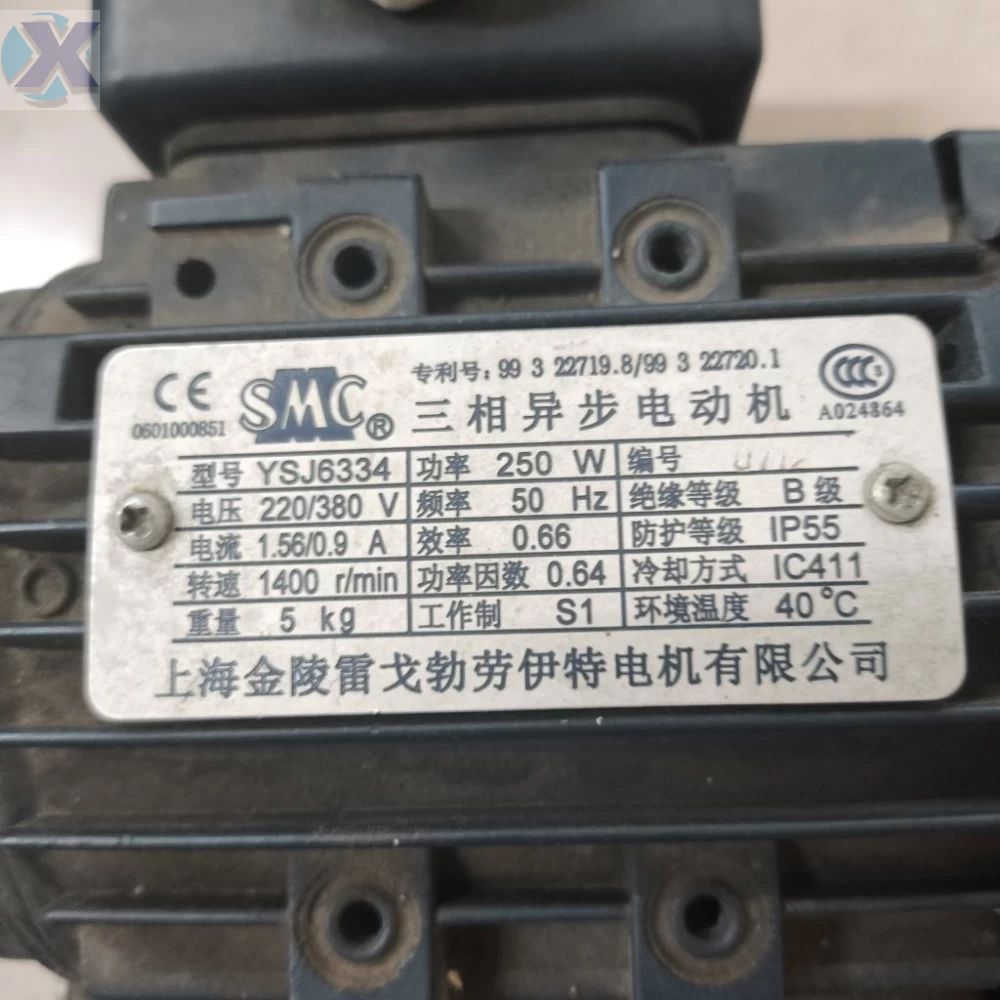 X
专利号：99 3 22719.8/99 3 22720.1
CE SMC® 三相异步电动机 CCC S
0601000851 A024864
型号 YSJ6334 功率 250 W 编号
电压 220/380 V 频率 50 Hz 绝缘等级 B 级
电流 1.56/0.9 A 效率 0.66 防护等级 IP55
转速 1400 r/min 功率因数 0.64 冷却方式 IC411
重量 5 kg 工作制 S1 环境温度 40°C
上海金陵雷戈勃劳伊特电机有限公司